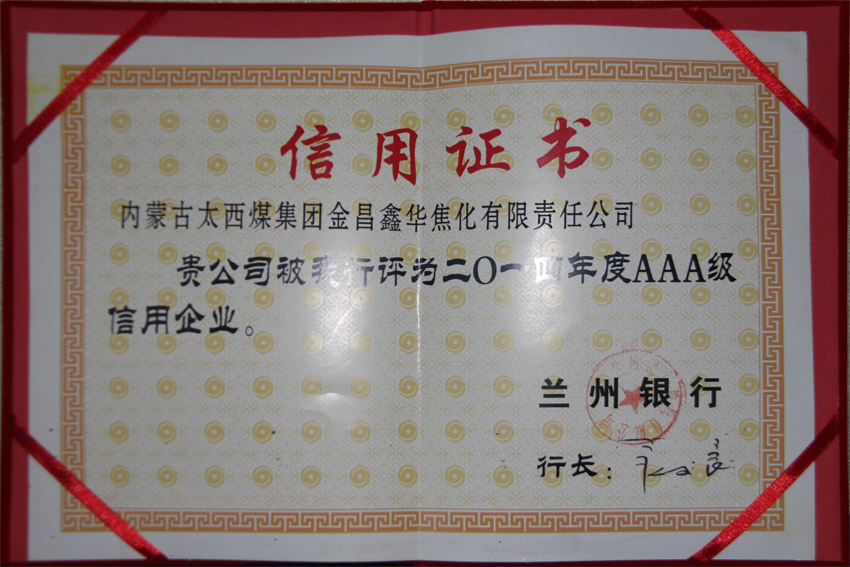 信用证书
内蒙古太西煤集团金昌鑫华焦化有限责任公司
贵公司被我行评为二〇一四年度AAA级
信用企业。
兰州银行
行长：